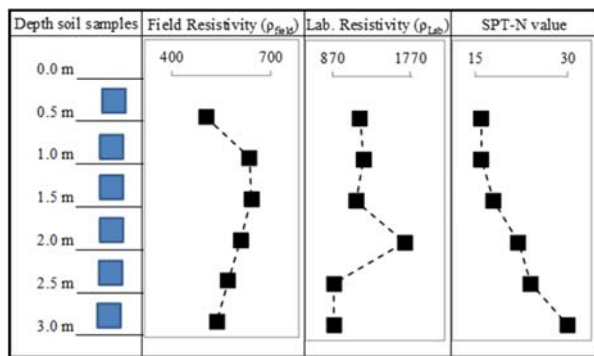 Depth soil samples Field Resistivity (ρfield) Lab. Resistivity (ρLab) SPT-N value
400 700 870 1770 15 30
0.0 m
0.5 m
1.0 m
1.5 m
2.0 m
2.5 m
3.0 m